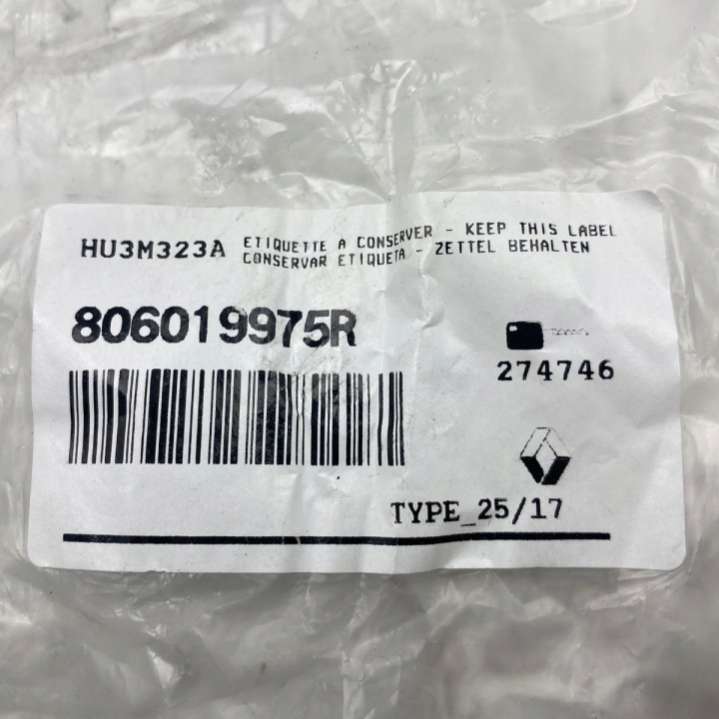 HU3M323A
ETIQUETTE A CONSERVER - KEEP THIS LABEL
CONSERVAR ETIQUETA - ZETTEL BEHALTEN
806019975R
274746
TYPE_25/17